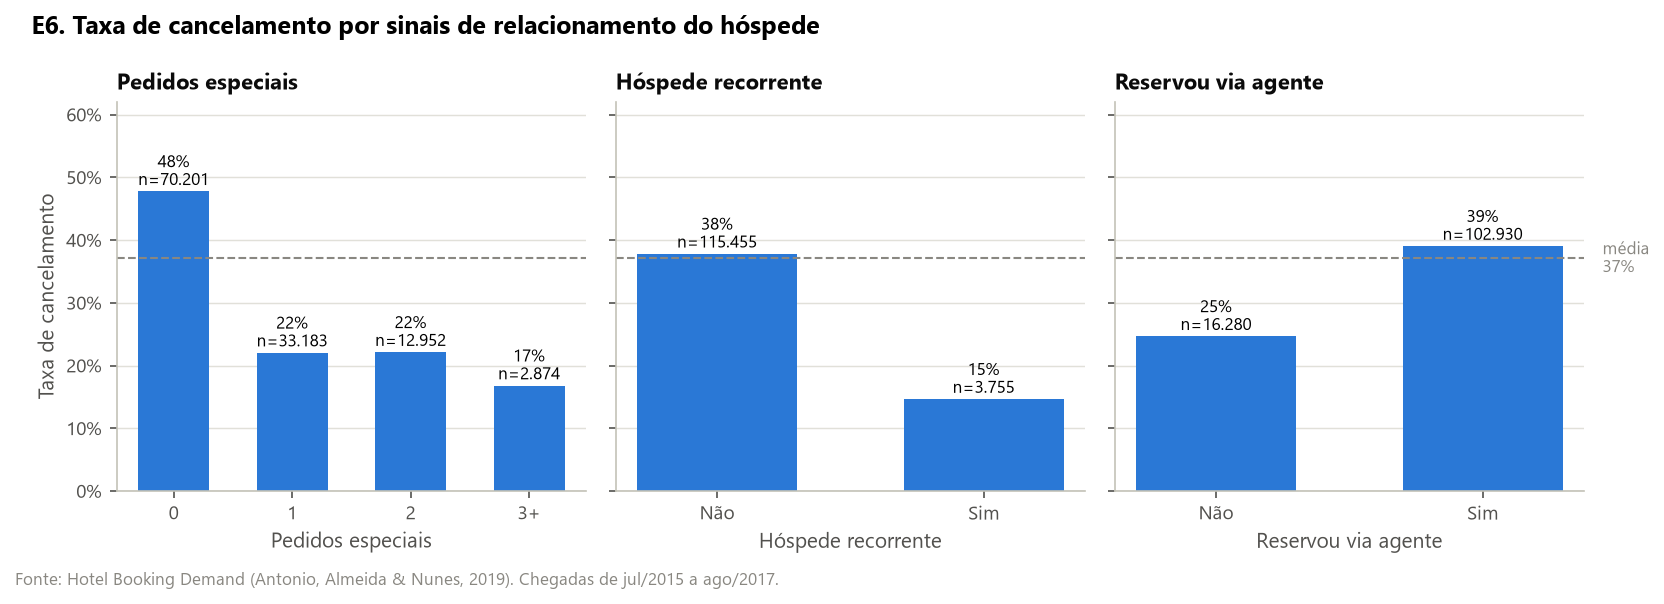 E6. Taxa de cancelamento por sinais de relacionamento do hóspede
Pedidos especiais
Taxa de cancelamento
60%
50%
40%
30%
20%
10%
0%
48%
n=70.201
22%
n=33.183
22%
n=12.952
17%
n=2.874
0
1
2
3+
Pedidos especiais
Hóspede recorrente
38%
n=115.455
15%
n=3.755
Não
Sim
Hóspede recorrente
Reservou via agente
25%
n=16.280
39%
n=102.930
média
37%
Não
Sim
Reservou via agente
Fonte: Hotel Booking Demand (Antonio, Almeida & Nunes, 2019). Chegadas de jul/2015 a ago/2017.